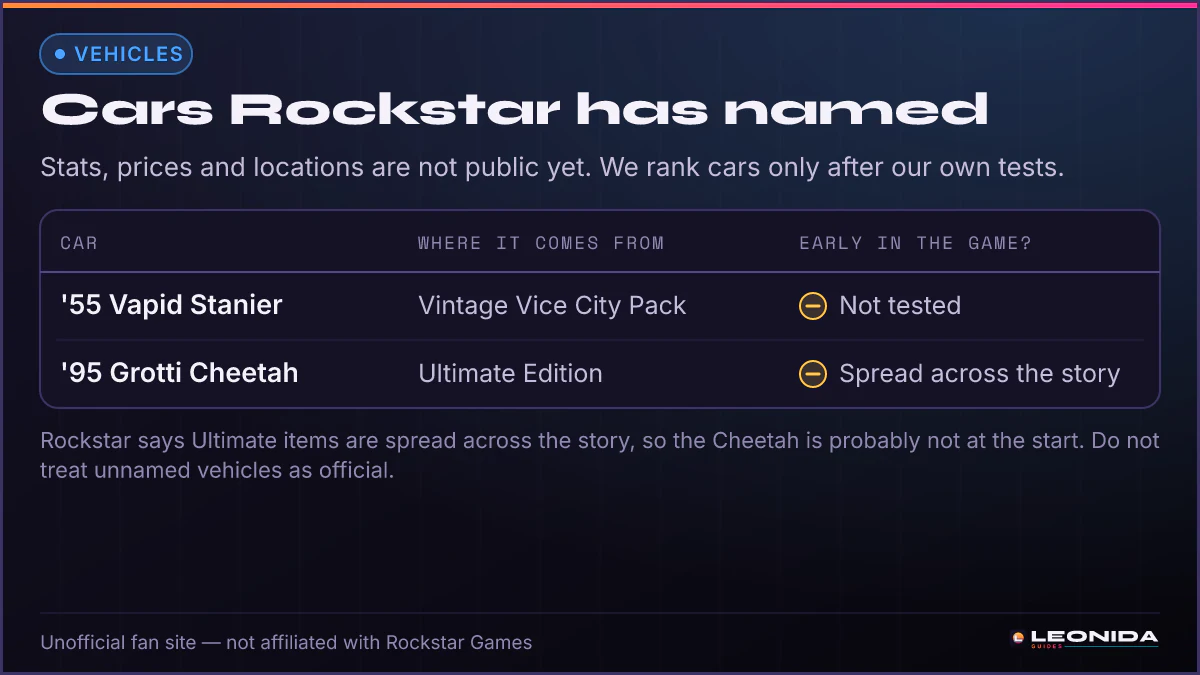 VEHICLES
Cars Rockstar has named
Stats, prices and locations are not public yet. We rank cars only after our own tests.
CAR WHERE IT COMES FROM EARLY IN THE GAME?
'55 Vapid Stanier Vintage Vice City Pack Not tested
'95 Grotti Cheetah Ultimate Edition Spread across the story
Rockstar says Ultimate items are spread across the story, so the Cheetah is probably not at the start. Do not
treat unnamed vehicles as official.
Unofficial fan site — not affiliated with Rockstar Games
LEONIDA
GUIDES